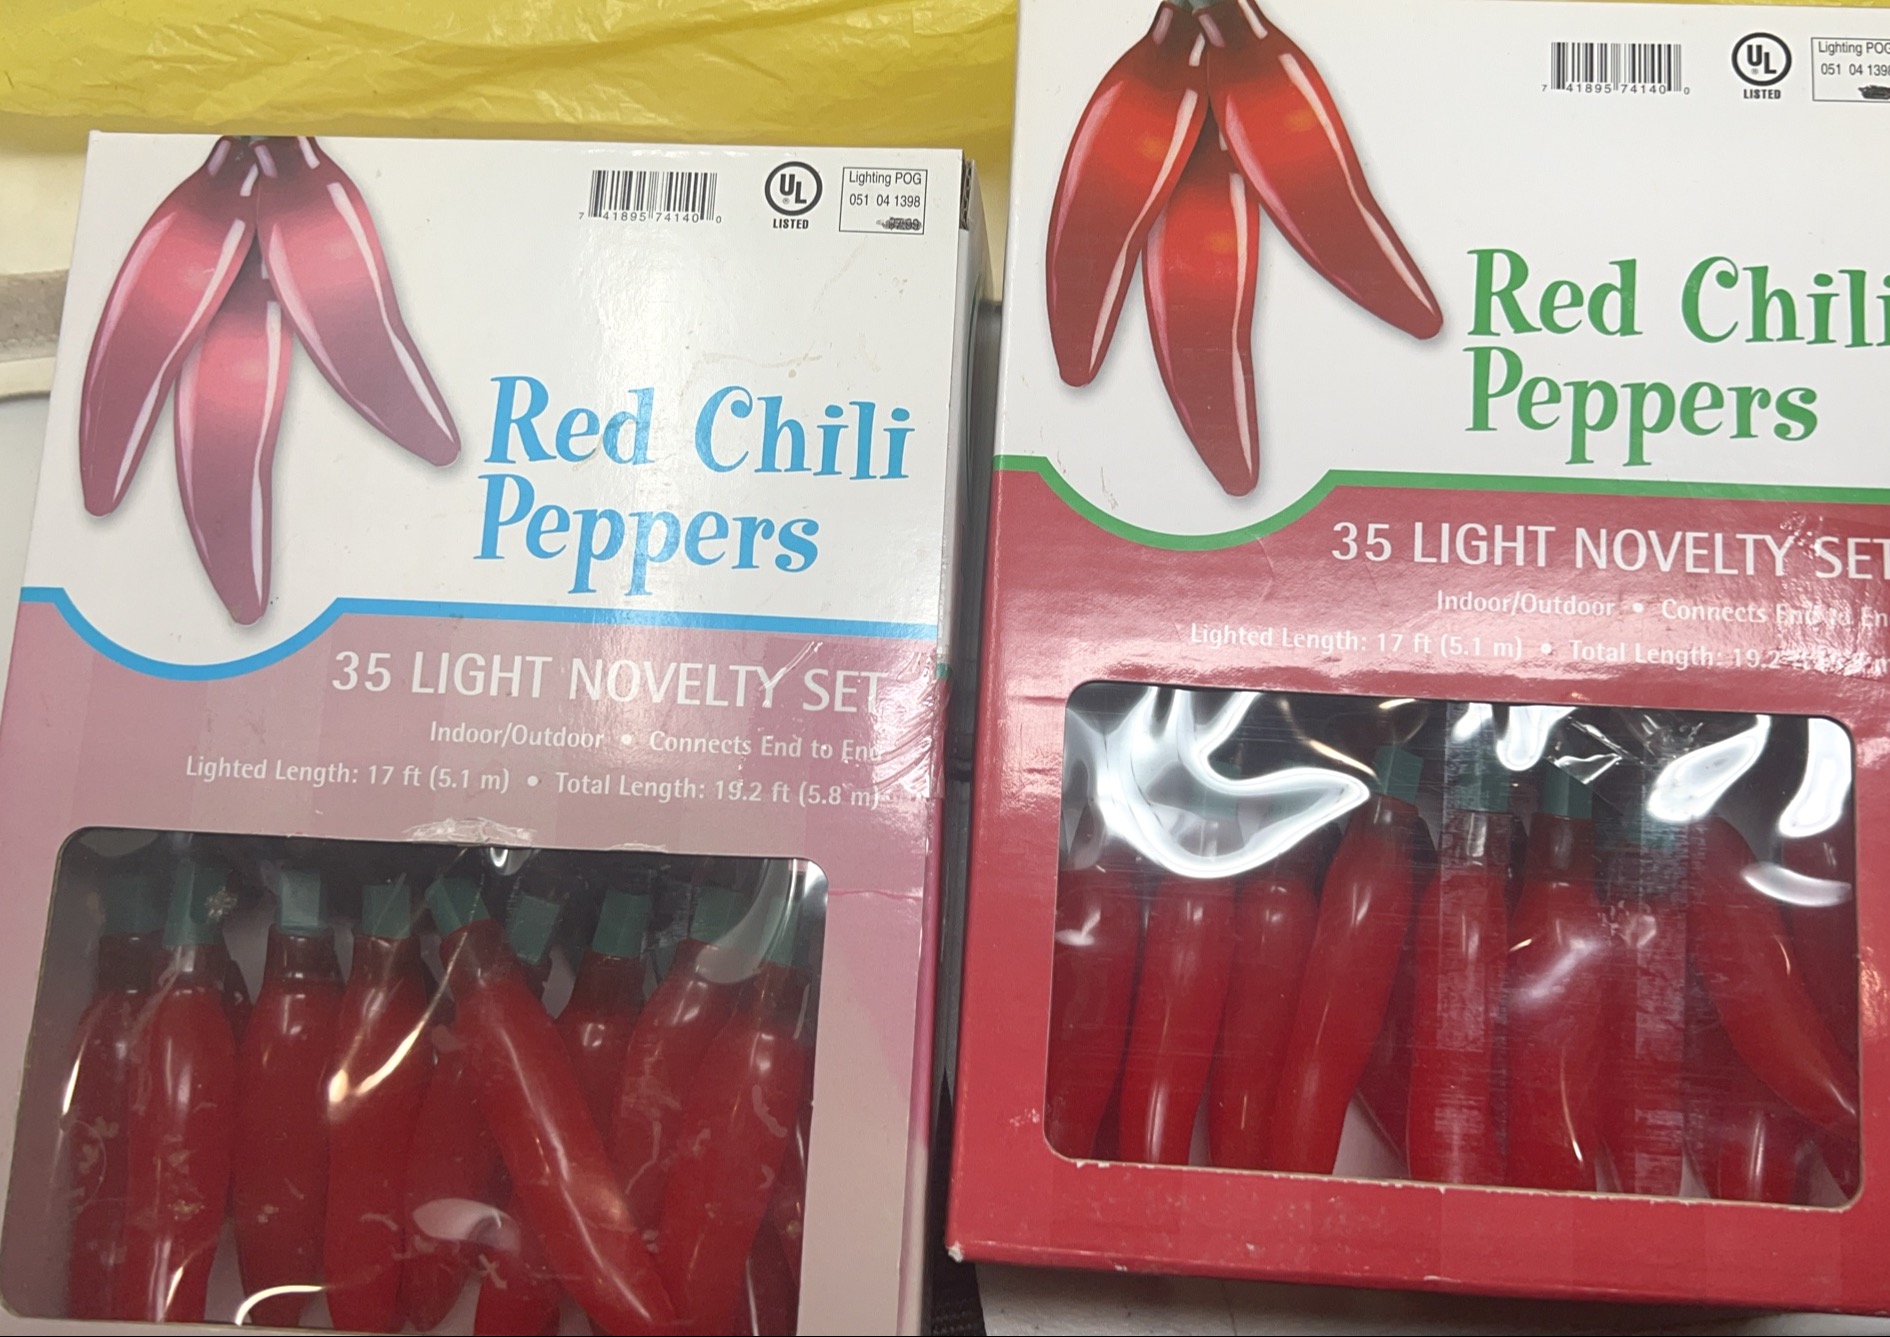 7 41895 74140 0
UL
®
LISTED
Lighting POG
051 04 1398
Red Chili
Peppers
35 LIGHT NOVELTY SET
Indoor/Outdoor • Connects End to End
Lighted Length: 17 ft (5.1 m) • Total Length: 19.2 ft (5.8 m)
7 41895 74140 0
UL
®
LISTED
Lighting POG
051 04 139
Red Chili
Peppers
35 LIGHT NOVELTY SET
Indoor/Outdoor • Connects End to En
Lighted Length: 17 ft (5.1 m) • Total Length: 19.2